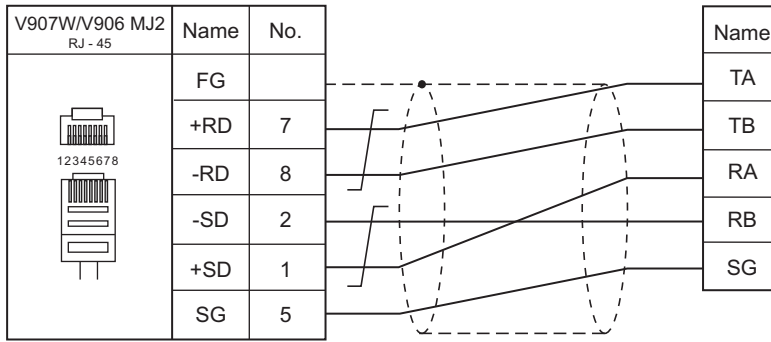 V907W/V906 MJ2 Name No. Name
RJ - 45
FG TA
+RD 7 TB
12345678
-RD 8 RA
-SD 2 RB
+SD 1 SG
SG 5